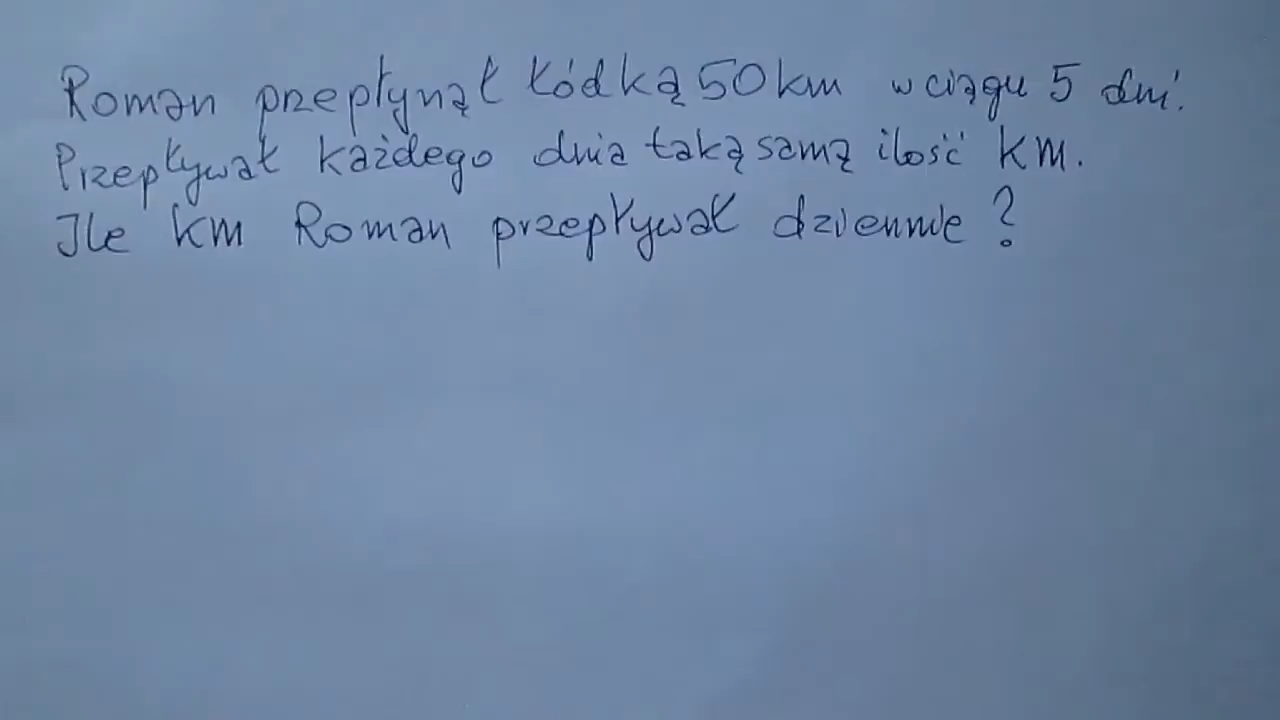 Roman przepłynął łódką 50 km w ciągu 5 dni.
Przepływał każdego dnia taką samą ilość km.
Ile km Roman przepływał dziennie?